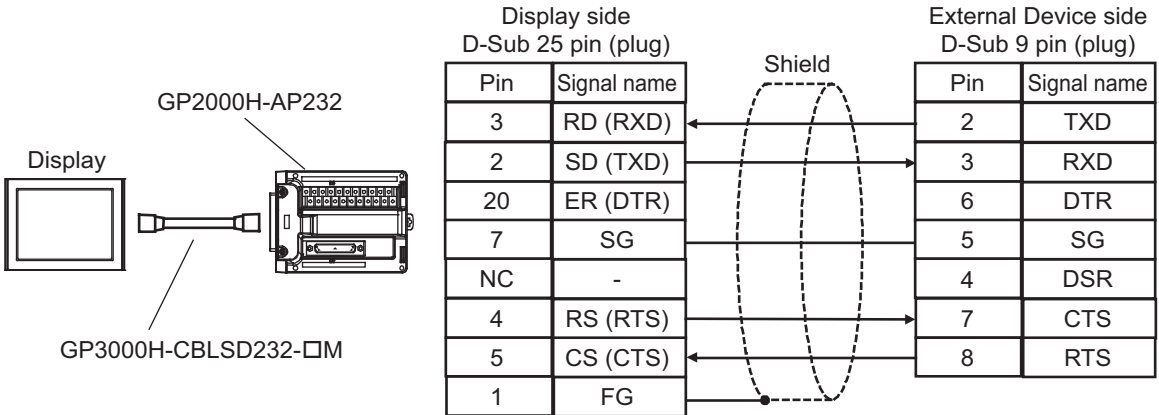 GP2000H-AP232
Display
GP3000H-CBLSD232-□M
Display side
D-Sub 25 pin (plug)
Pin Signal name
3 RD (RXD)
2 SD (TXD)
20 ER (DTR)
7 SG
NC -
4 RS (RTS)
5 CS (CTS)
1 FG
Shield
External Device side
D-Sub 9 pin (plug)
Pin Signal name
2 TXD
3 RXD
6 DTR
5 SG
4 DSR
7 CTS
8 RTS